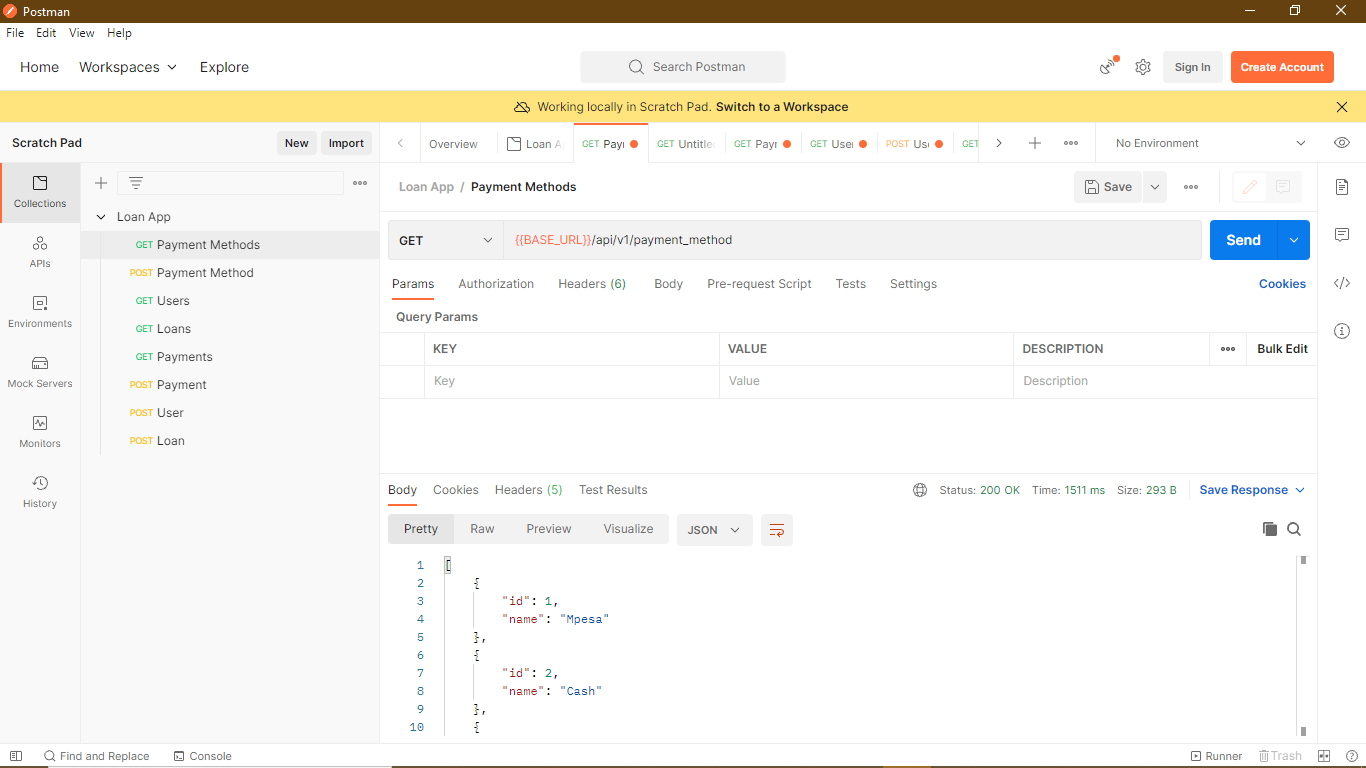 Postman
File Edit View Help
Home Workspaces Explore
Search Postman
Sign In
Create Account
Working locally in Scratch Pad. Switch to a Workspace
Scratch Pad
New
Import
Overview
Loan A
GET Payı
GET Untitle
GET Payı
GET User
POST Use
GET
No Environment
Collections
APIs
Environments
Mock Servers
Monitors
History
Loan App
GET Payment Methods
POST Payment Method
GET Users
GET Loans
GET Payments
POST Payment
POST User
POST Loan
Loan App / Payment Methods
Save
GET
{{BASE_URL}}/api/v1/payment_method
Send
Params Authorization Headers (6) Body Pre-request Script Tests Settings
Cookies
Query Params
KEY VALUE DESCRIPTION
Bulk Edit
Key Value Description
Body Cookies Headers (5) Test Results
Status: 200 OK Time: 1511 ms Size: 293 B
Save Response
Pretty Raw Preview Visualize
JSON
1 [
2 {
3 "id": 1,
4 "name": "Mpesa"
5 },
6 {
7 "id": 2,
8 "name": "Cash"
9 },
10 {
Find and Replace
Console
Runner
Trash